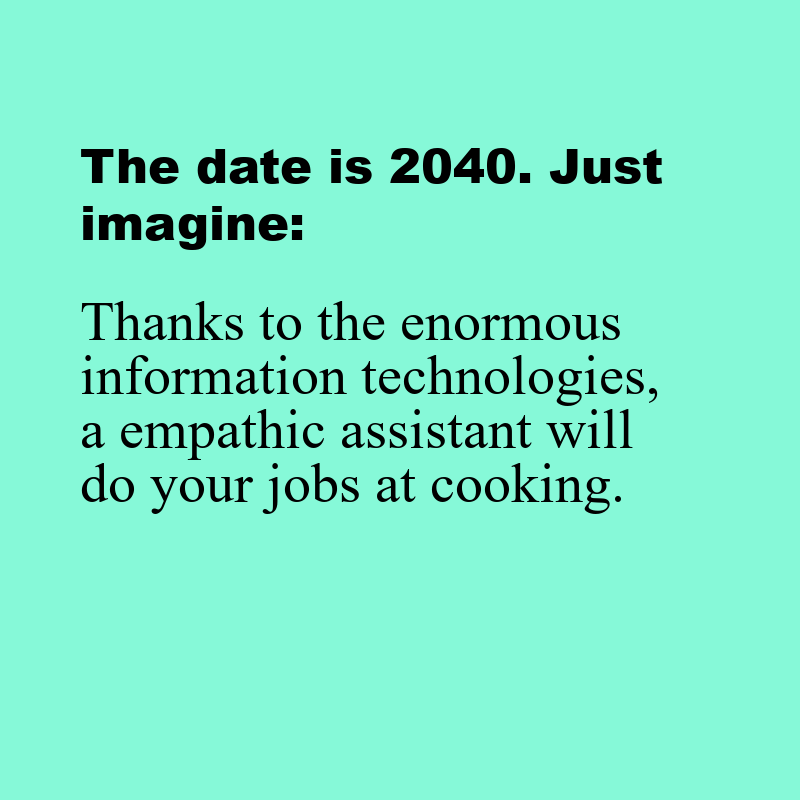 The date is 2040. Just
imagine:
Thanks to the enormous
information technologies,
a empathic assistant will
do your jobs at cooking.